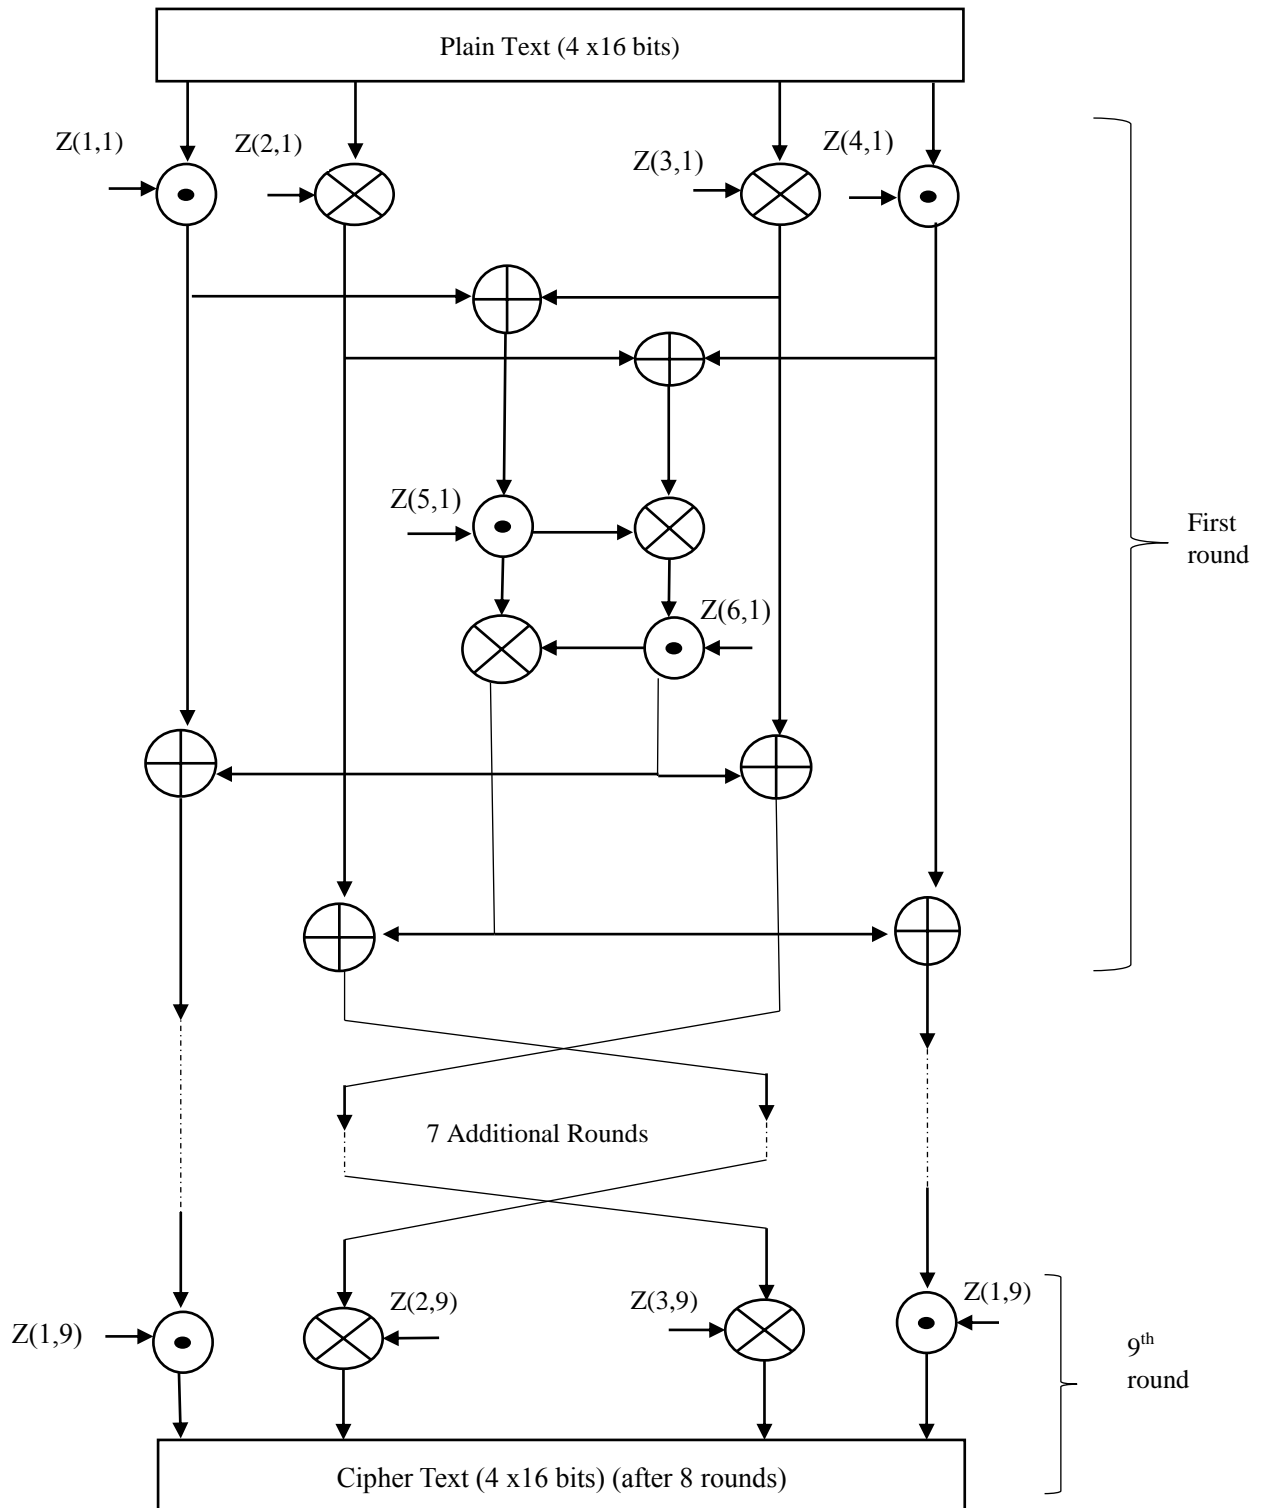 Plain Text (4 x16 bits)
Z(1,1)
Z(2,1)
Z(3,1)
Z(4,1)
Z(5,1)
First
round
Z(6,1)
7 Additional Rounds
Z(1,9)
Z(2,9)
Z(3,9)
Z(1,9)
9th
round
Cipher Text (4 x16 bits) (after 8 rounds)